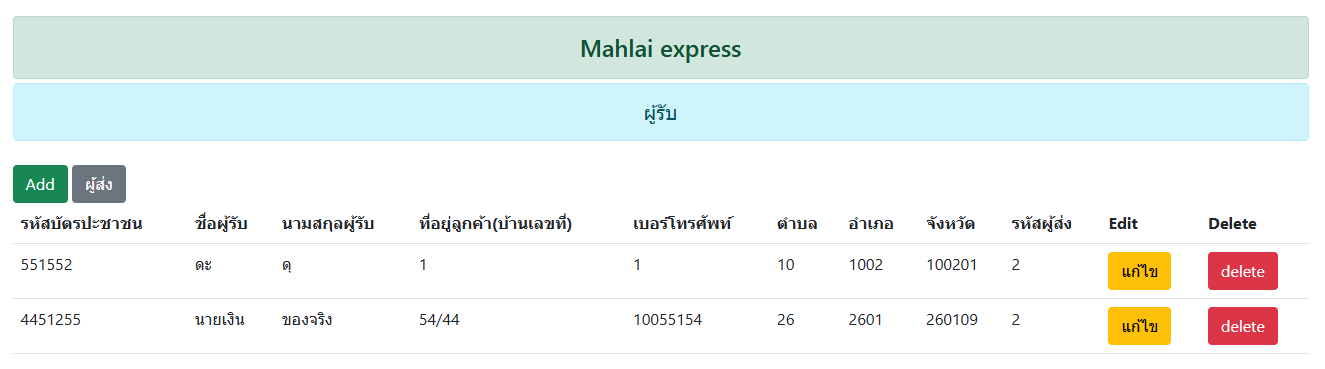 Mahlai express
ผู้รับ
Add ผู้ส่ง
รหัสบัตรปะชาชน ชื่อผู้รับ นามสกุลผู้รับ ที่อยู่ลูกค้า(บ้านเลขที่) เบอร์โทรศัพท์ ตำบล อำเภอ จังหวัด รหัสผู้ส่ง Edit Delete
551552 ดะ ดุ 1 1 10 1002 100201 2 แก้ไข delete
4451255 นายเงิน ของจริง 54/44 10055154 26 2601 260109 2 แก้ไข delete